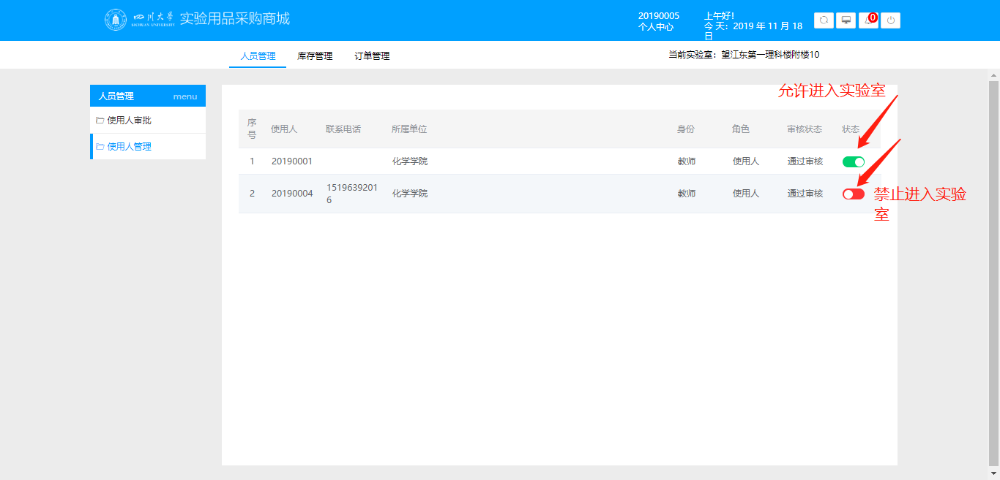 四川大学
SICHUAN UNIVERSITY
实验用品采购商城
20190005
个人中心
上午好!
今 天: 2019 年 11 月 18
日
0
人员管理 库存管理 订单管理
当前实验室: 望江东第一理科楼附楼10
人员管理 menu
使用人审批
使用人管理
允许进入实验室
序号 使用人 联系电话 所属单位 身份 角色 审核状态 状态
1 20190001 化学学院 教师 使用人 通过审核
2 20190004 15196392016 化学学院 教师 使用人 通过审核
禁止进入实验
室